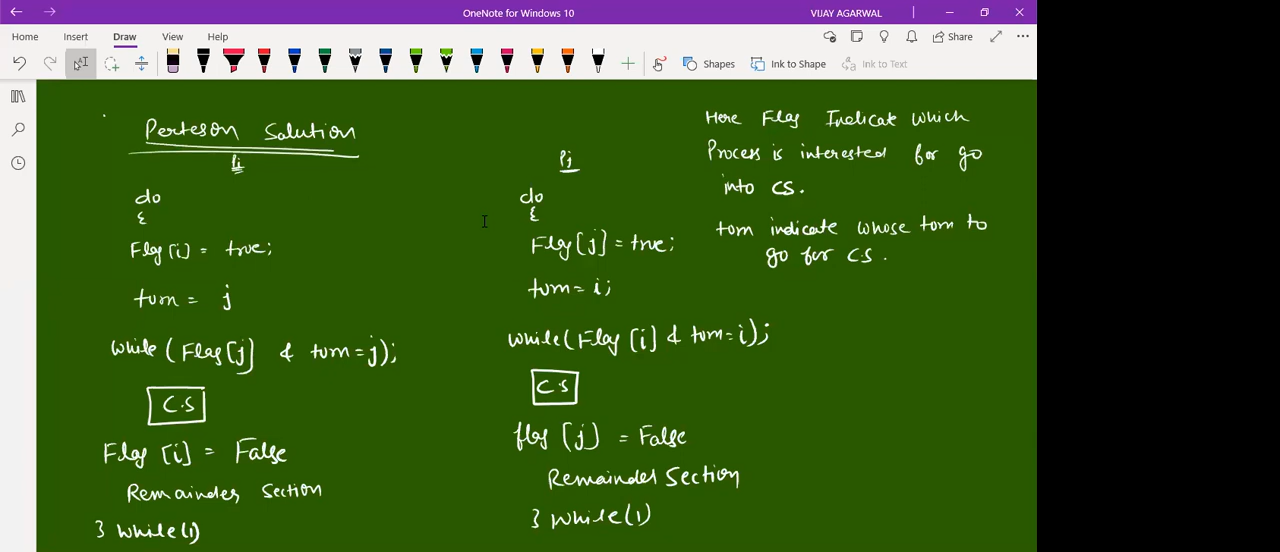 OneNote for Windows 10
VIJAY AGARWAL
Home Insert Draw View Help
Share
Shapes Ink to Shape Ink to Text
Perteson Solution
Pi
do
{
Flag[i] = true;
turn = j
while (Flag[j] & turn=j);
C.S
Flag [i] = False
Remainder Section
} while(1)
Pj
do
{
Flag[j] = true;
turn = i;
while(Flag[i] & turn=i);
C.S
flag [j] = False
Remainder Section
} while(1)
Here Flag Indicate which
Process is interested for go
into CS.
turn indicate whose turn to
go for C.S.